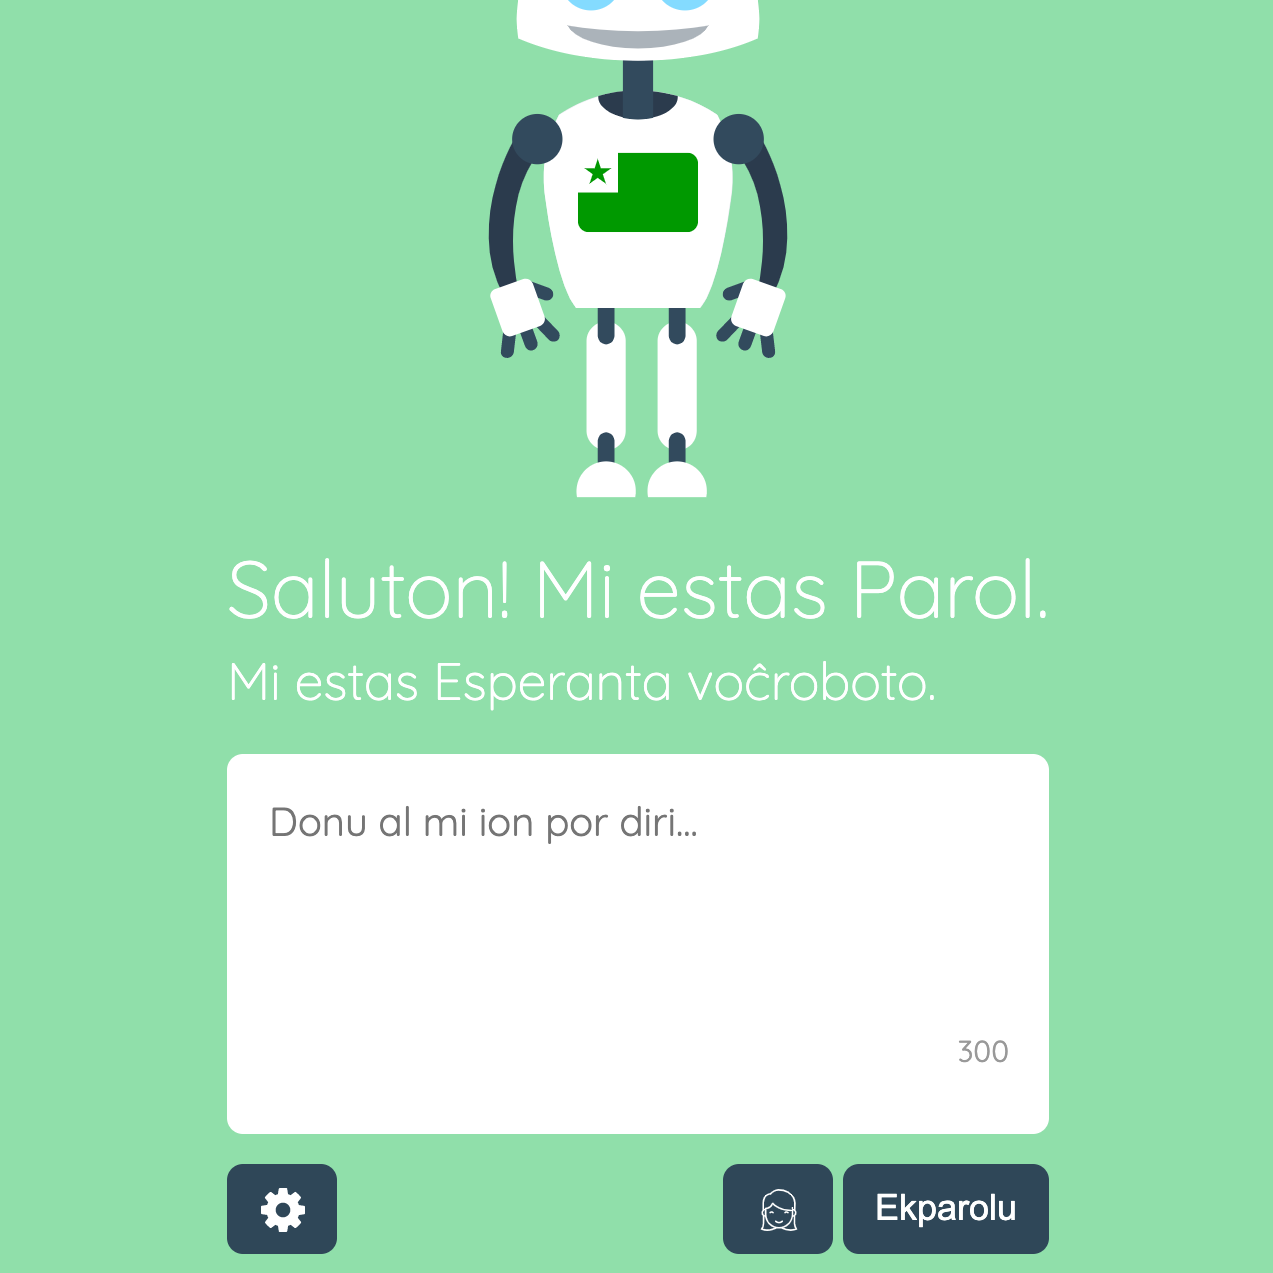 Saluton! Mi estas Parol.
Mi estas Esperanta voĉroboto.
Donu al mi ion por diri...
300
Ekparolu